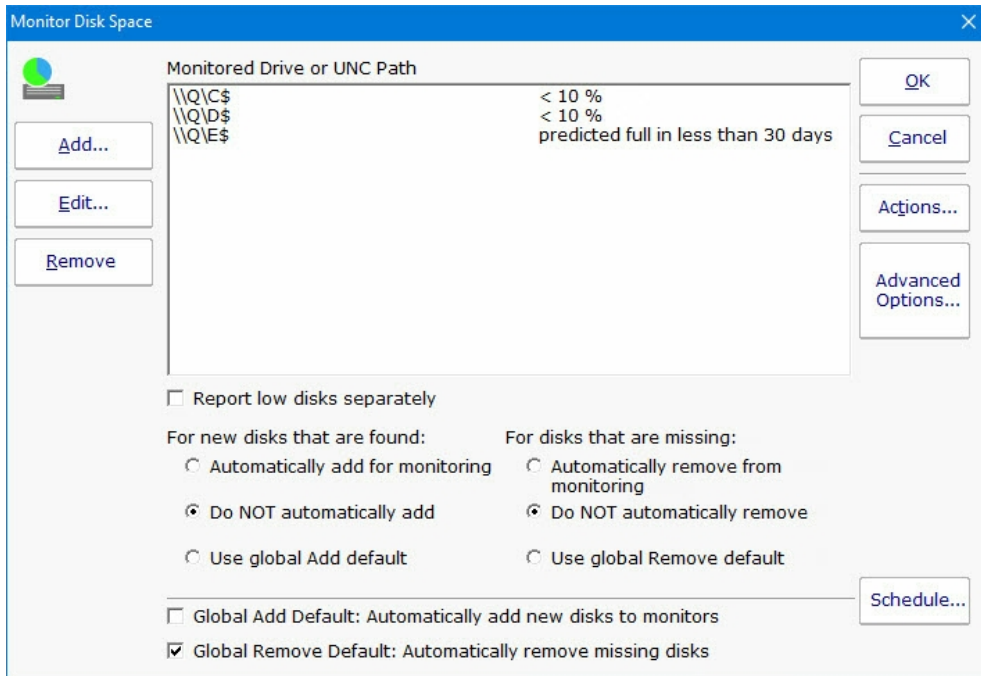 Monitor Disk Space
Monitored Drive or UNC Path
\\Q\C$ < 10 %
\\Q\D$ < 10 %
\\Q\E$ predicted full in less than 30 days
Add...
Edit...
Remove
OK
Cancel
Actions...
Advanced
Options...
Report low disks separately
For new disks that are found: For disks that are missing:
Automatically add for monitoring Automatically remove from
monitoring
Do NOT automatically add Do NOT automatically remove
Use global Add default Use global Remove default
Schedule...
Global Add Default: Automatically add new disks to monitors
Global Remove Default: Automatically remove missing disks